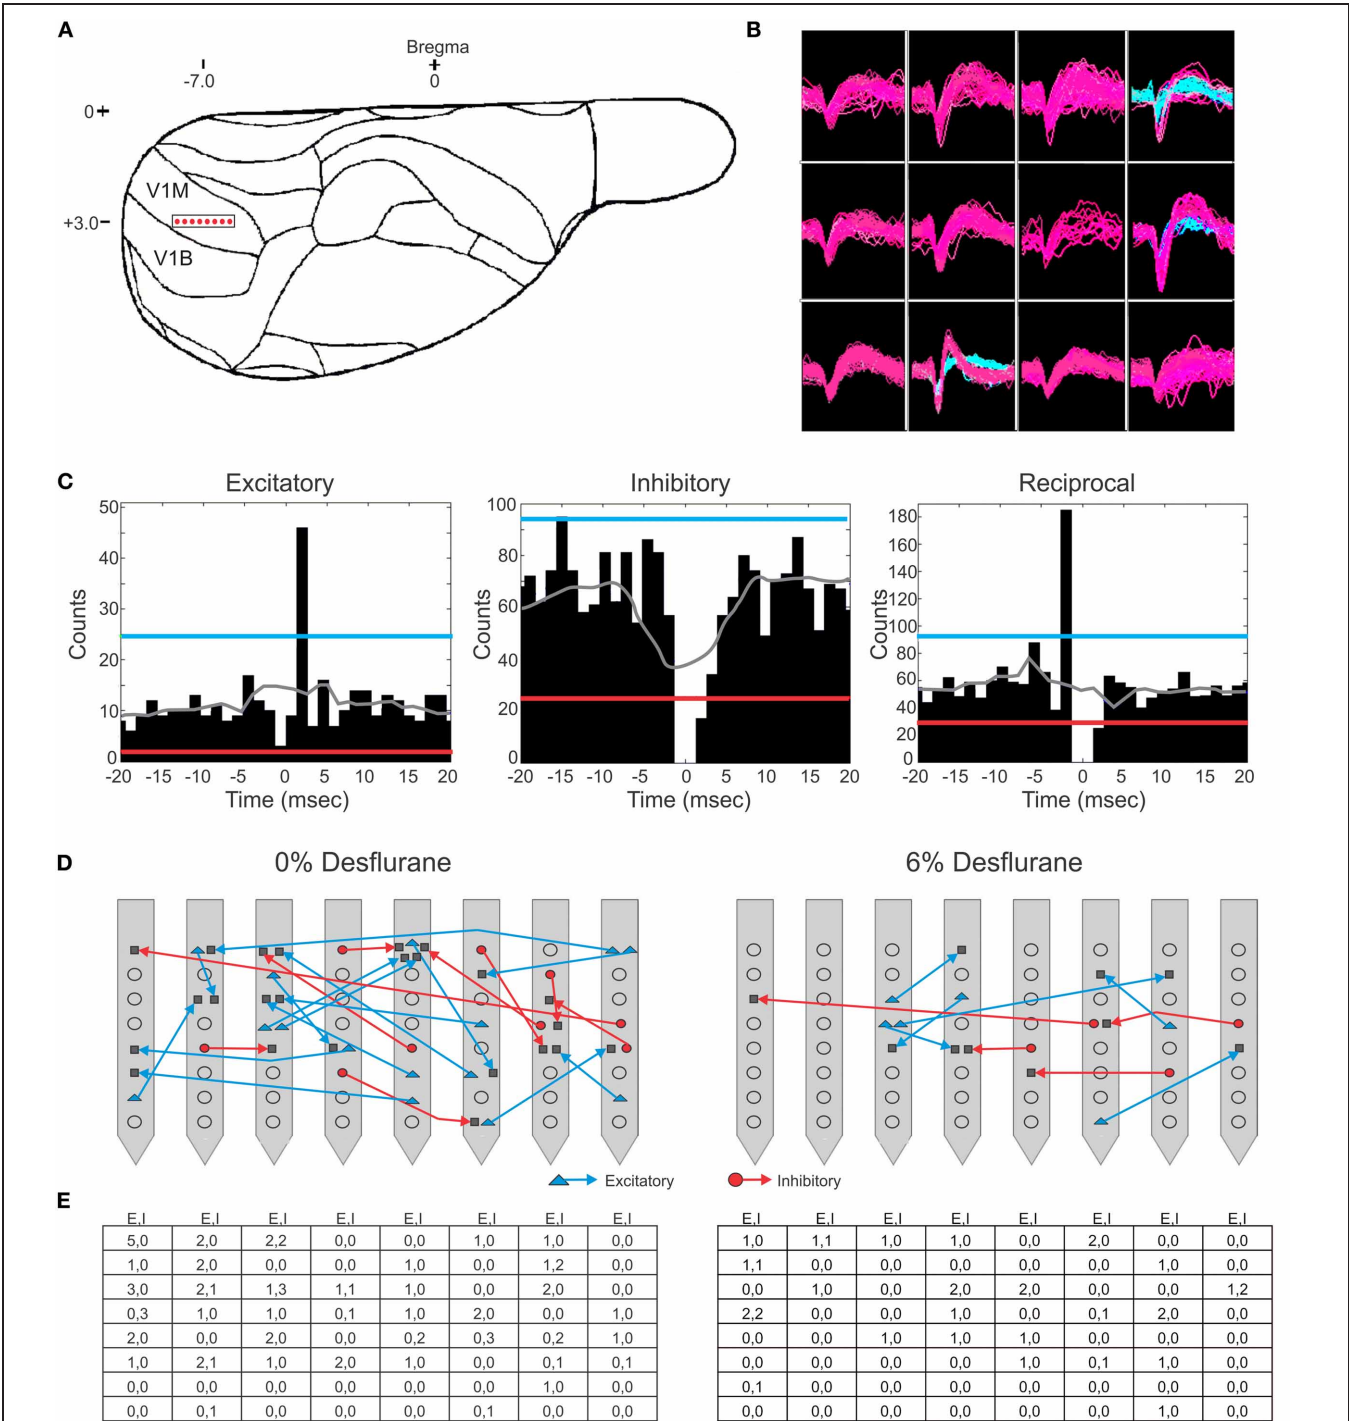 A
Bregma
-7.0
0
0
V1M
+3.0
V1B
B
C
Excitatory
50
40
30
20
10
0
Counts
-20 -15 -10 -5 0 5 10 15 20
Time (msec)
Inhibitory
100
80
60
40
20
0
Counts
-20 -15 -10 -5 0 5 10 15 20
Time (msec)
Reciprocal
180
160
140
120
100
80
60
40
20
0
Counts
-20 -15 -10 -5 0 5 10 15 20
Time (msec)
D
0% Desflurane
6% Desflurane
Excitatory
Inhibitory
E
E,I E,I E,I E,I E,I E,I E,I E,I
5,0 2,0 2,2 0,0 0,0 1,0 1,0 0,0
1,0 2,0 0,0 0,0 1,0 0,0 1,2 0,0
3,0 2,1 1,3 1,1 1,0 0,0 2,0 0,0
0,3 1,0 1,0 0,1 1,0 2,0 0,0 1,0
2,0 0,0 2,0 0,0 0,2 0,3 0,2 1,0
1,0 2,1 1,0 2,0 1,0 0,0 0,1 0,1
0,0 0,0 0,0 0,0 0,0 0,0 1,0 0,0
0,0 0,1 0,0 0,0 0,0 0,1 0,0 0,0
E,I E,I E,I E,I E,I E,I E,I E,I
1,0 1,1 1,0 1,0 0,0 2,0 0,0 0,0
1,1 0,0 0,0 0,0 0,0 0,0 1,0 0,0
0,0 1,0 0,0 2,0 2,0 0,0 0,0 1,2
2,2 0,0 0,0 1,0 0,0 0,1 2,0 0,0
0,0 0,0 1,0 1,0 1,0 0,0 0,0 0,0
0,0 0,0 0,0 0,0 1,0 0,1 1,0 0,0
0,1 0,0 0,0 0,0 0,0 0,0 0,0 0,0
0,0 0,0 0,0 0,0 0,0 0,0 1,0 0,0